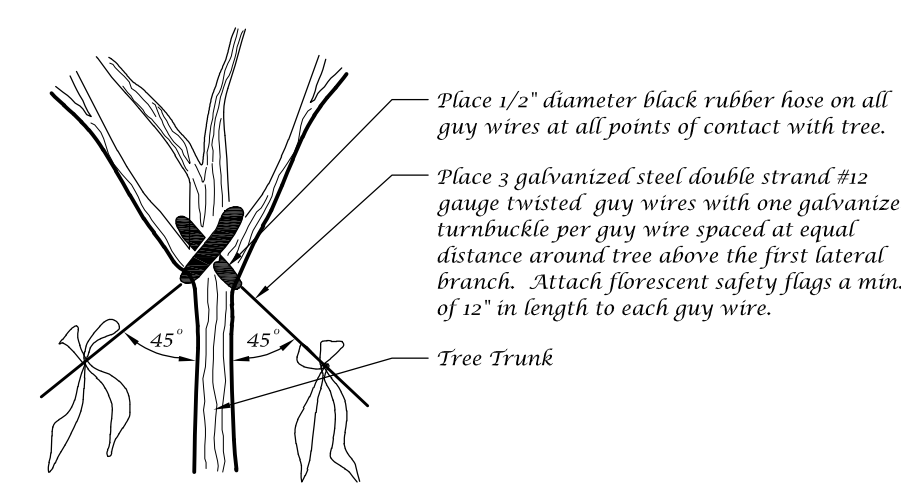 Place 1/2" diameter black rubber hose on all
guy wires at all points of contact with tree.
Place 3 galvanized steel double strand #12
gauge twisted guy wires with one galvanize
turnbuckle per guy wire spaced at equal
distance around tree above the first lateral
branch. Attach florescent safety flags a min.
of 12" in length to each guy wire.
45° 45°
Tree Trunk